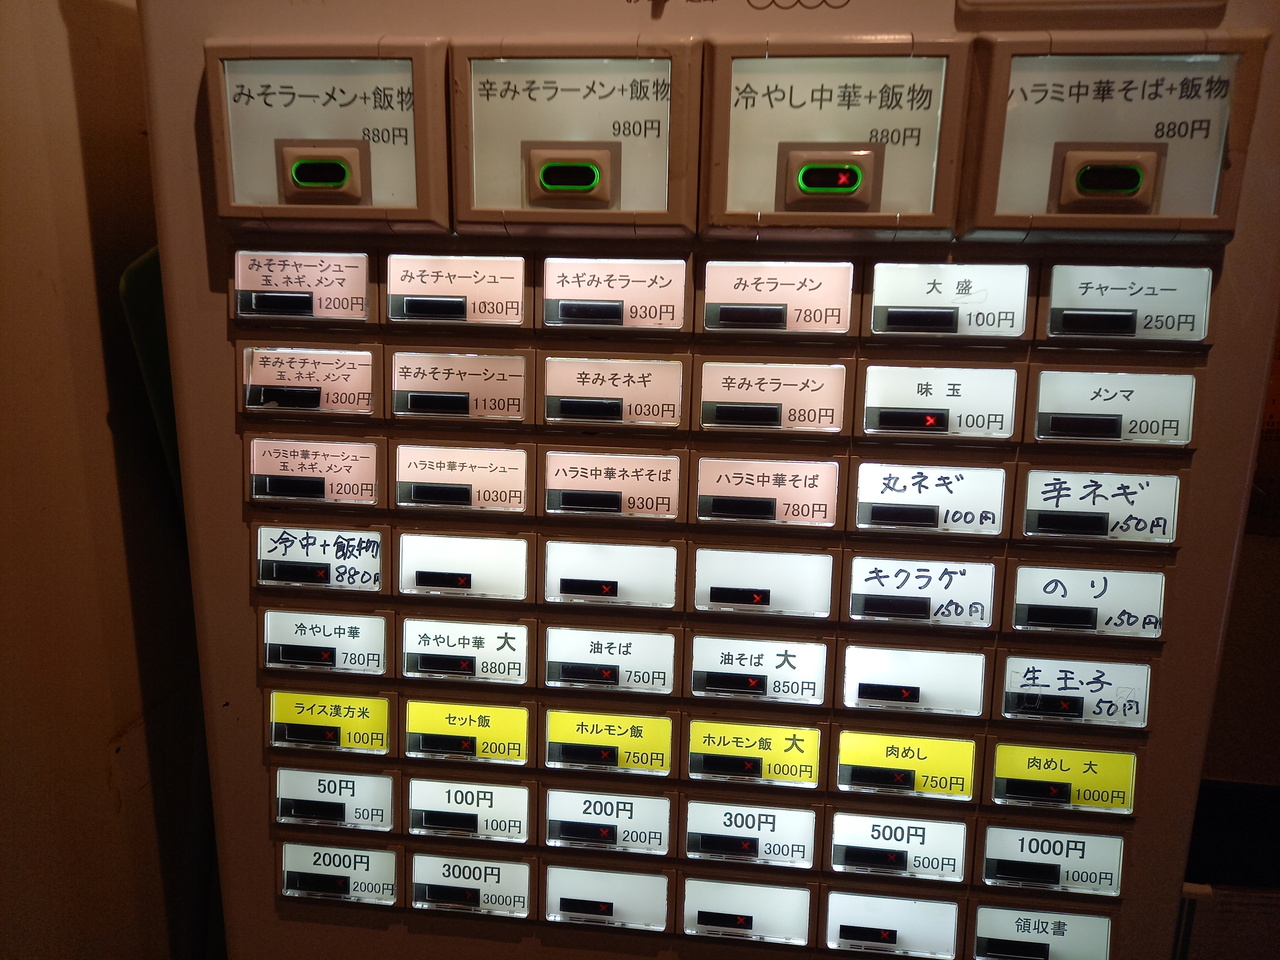 みそラーメン+飯物
880円
辛みそラーメン+飯物
980円
冷やし中華+飯物
880円
ハラミ中華そば+飯物
880円
みそチャーシュー
玉、ネギ、メンマ
1200円
みそチャーシュー
1030円
ネギみそラーメン
930円
みそラーメン
780円
大盛
100円
チャーシュー
250円
辛みそチャーシュー
玉、ネギ、メンマ
1300円
辛みそチャーシュー
1130円
辛みそネギ
1030円
辛みそラーメン
880円
味玉
100円
メンマ
200円
ハラミ中華チャーシュー
玉、ネギ、メンマ
1200円
ハラミ中華チャーシュー
1030円
ハラミ中華ネギそば
930円
ハラミ中華そば
780円
丸ネギ
100円
辛ネギ
150円
冷中+飯物
880円
キクラゲ
150円
のり
150円
冷やし中華
780円
冷やし中華 大
880円
油そば
750円
油そば 大
850円
生玉子
50円
ライス漢方米
100円
セット飯
200円
ホルモン飯
750円
ホルモン飯 大
1000円
肉めし
750円
肉めし 大
1000円
50円
50円
100円
100円
200円
200円
300円
300円
500円
500円
1000円
1000円
2000円
2000円
3000円
3000円
領収書